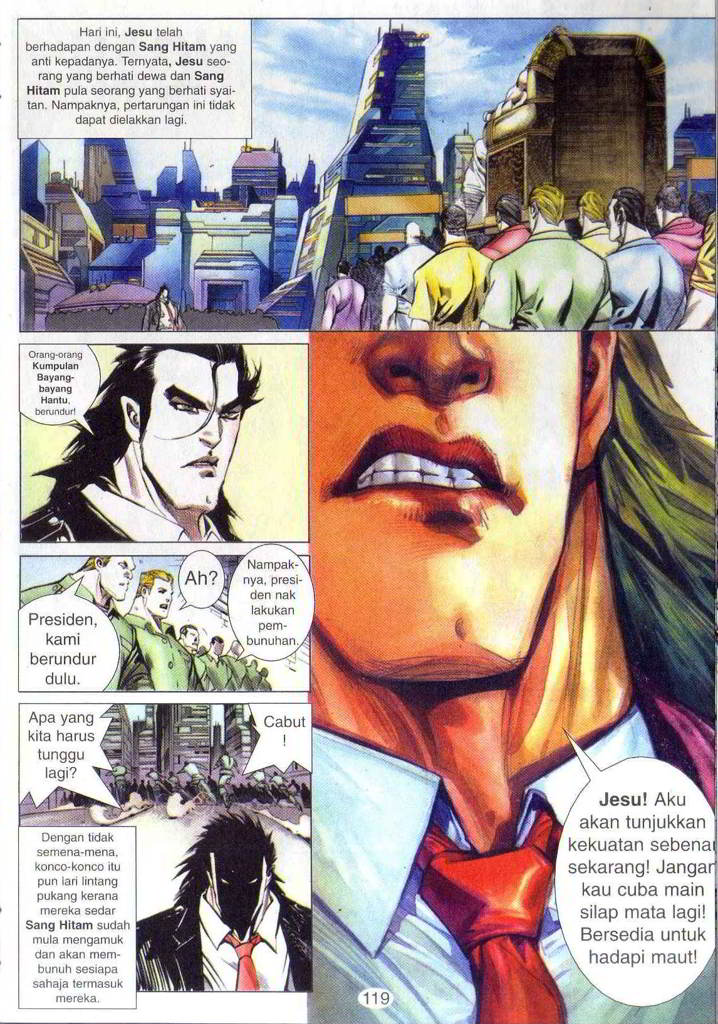 Hari ini, Jesu telah
berhadapan dengan Sang Hitam yang
anti kepadanya. Ternyata, Jesu seo-
rang yang berhati dewa dan Sang
Hitam pula seorang yang berhati syai-
tan. Nampaknya, pertarungan ini tidak
dapat dielakkan lagi.
Orang-orang
Kumpulan
Bayang-
bayang
Hantu,
berundur!
Presiden,
kami
berundur
dulu.
Ah?
Nampak-
nya, presi-
den nak
lakukan
pem-
bunuhan.
Apa yang
kita harus
tunggu
lagi?
Cabut
!
Dengan tidak
semena-mena,
konco-konco itu
pun lari lintang
pukang kerana
mereka sedar
Sang Hitam sudah
mula mengamuk
dan akan mem-
bunuh sesiapa
sahaja termasuk
mereka.
Jesu! Aku
akan tunjukkan
kekuatan sebena
sekarang! Jangar
kau cuba main
silap mata lagi!
Bersedia untuk
hadapi maut!
119